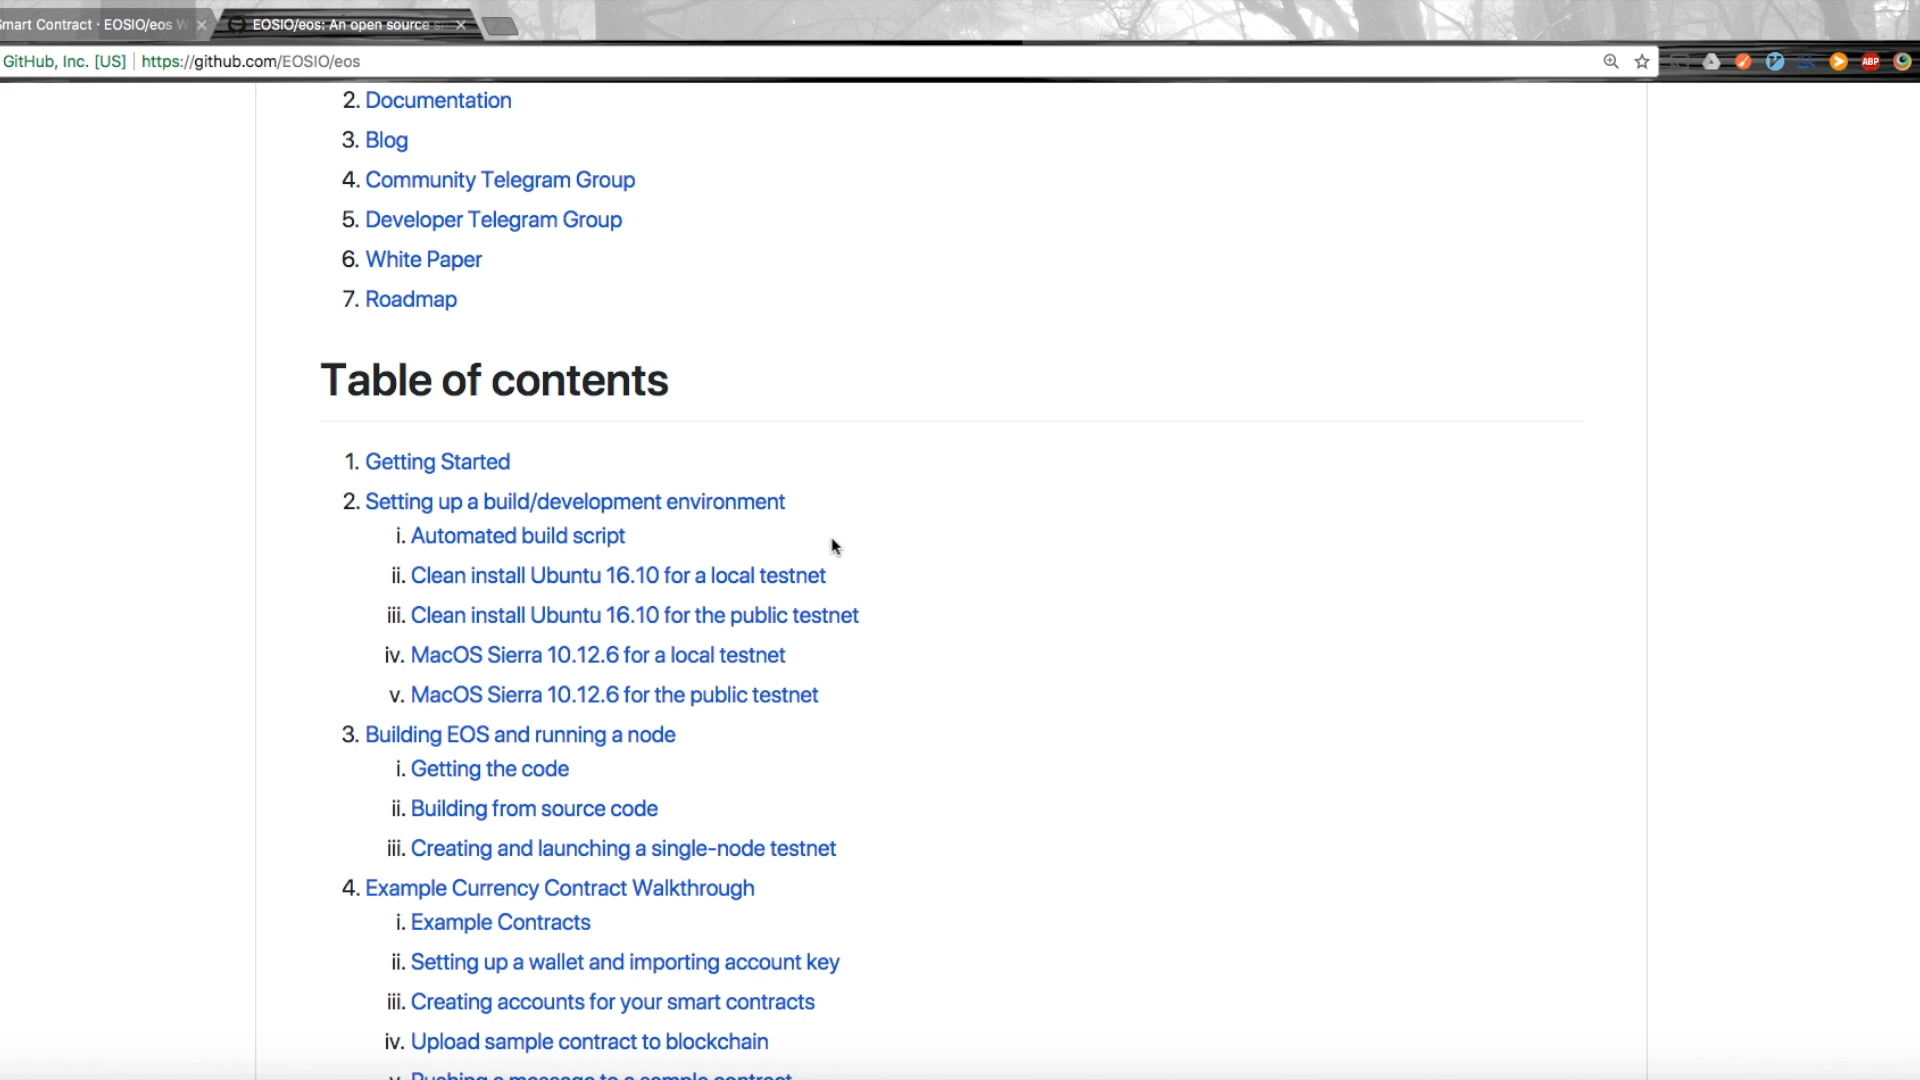 Smart Contract · EOSIO/eos W
EOSIO/eos: An open source s
GitHub, Inc. [US] https://github.com/EOSIO/eos
ABP
2. Documentation
3. Blog
4. Community Telegram Group
5. Developer Telegram Group
6. White Paper
7. Roadmap
Table of contents
1. Getting Started
2. Setting up a build/development environment
i. Automated build script
ii. Clean install Ubuntu 16.10 for a local testnet
iii. Clean install Ubuntu 16.10 for the public testnet
iv. MacOS Sierra 10.12.6 for a local testnet
v. MacOS Sierra 10.12.6 for the public testnet
3. Building EOS and running a node
i. Getting the code
ii. Building from source code
iii. Creating and launching a single-node testnet
4. Example Currency Contract Walkthrough
i. Example Contracts
ii. Setting up a wallet and importing account key
iii. Creating accounts for your smart contracts
iv. Upload sample contract to blockchain
v. Pushing a message to a sample contract